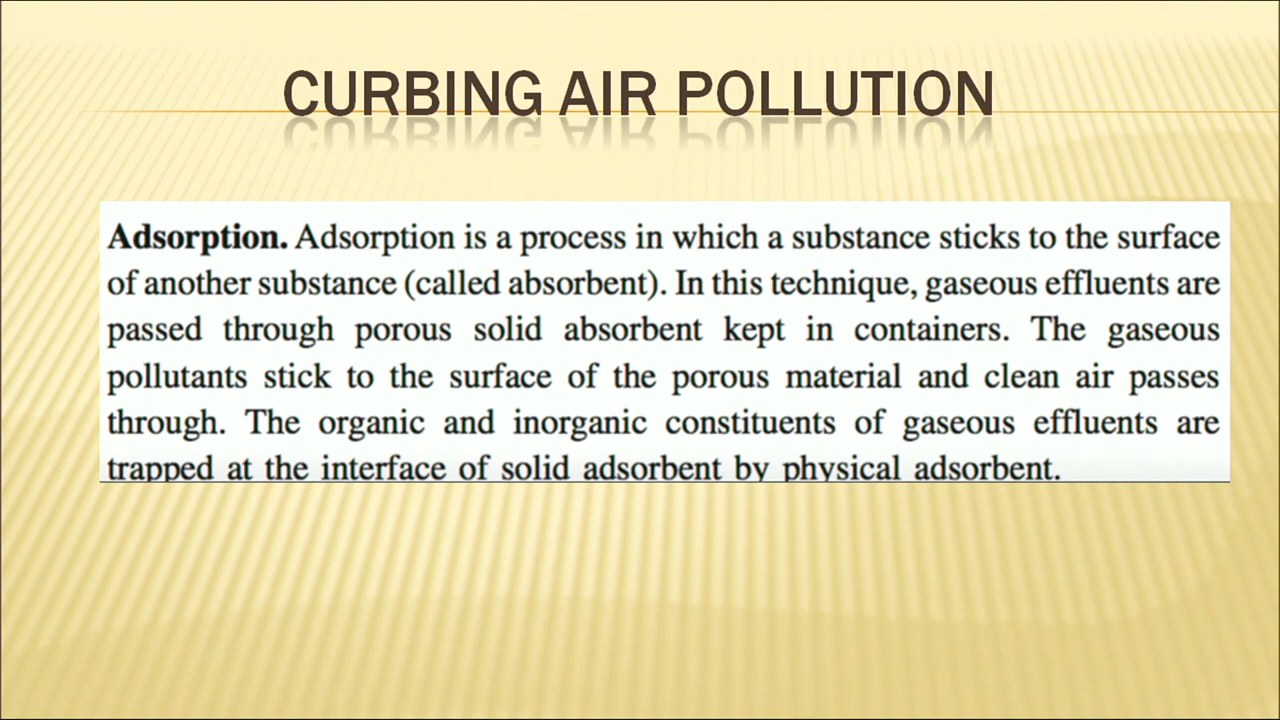 CURBING AIR POLLUTION
Adsorption. Adsorption is a process in which a substance sticks to the surface
of another substance (called absorbent). In this technique, gaseous effluents are
passed through porous solid absorbent kept in containers. The gaseous
pollutants stick to the surface of the porous material and clean air passes
through. The organic and inorganic constituents of gaseous effluents are
trapped at the interface of solid adsorbent by physical adsorbent.